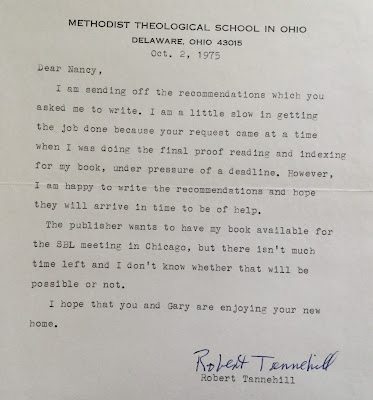 METHODIST THEOLOGICAL SCHOOL IN OHIO
DELAWARE, OHIO 43015
Oct. 2, 1975
Dear Nancy,
I am sending off the recommendations which you
asked me to write. I am a little slow in getting
the job done because your request came at a time
when I was doing the final proof reading and indexing
for my book, under pressure of a deadline. However,
I am happy to write the recommendations and hope
they will arrive in time to be of help.
The publisher wants to have my book available for
the SBL meeting in Chicago, but there isn't much
time left and I don't know whether that will be
possible or not.
I hope that you and Gary are enjoying your new
home.
Robert Tannehill
Robert Tannehill